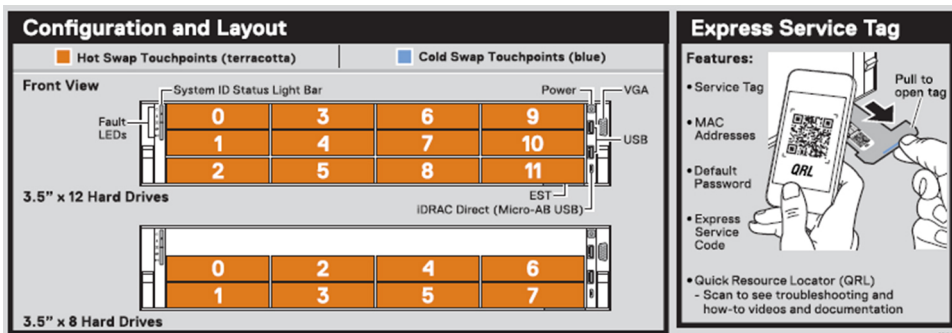 Configuration and Layout
Hot Swap Touchpoints (terracotta)
Cold Swap Touchpoints (blue)
Front View
System ID Status Light Bar
Power
VGA
Fault
LEDs
USB
0 3 6 9
1 4 7 10
2 5 8 11
EST
iDRAC Direct (Micro-AB USB)
3.5" x 12 Hard Drives
0 2 4 6
1 3 5 7
3.5" x 8 Hard Drives
Express Service Tag
Features:
• Service Tag
• MAC
Addresses
• Default
Password
• Express
Service
Code
Pull to
open tag
QRL
• Quick Resource Locator (QRL)
- Scan to see troubleshooting and
how-to videos and documentation